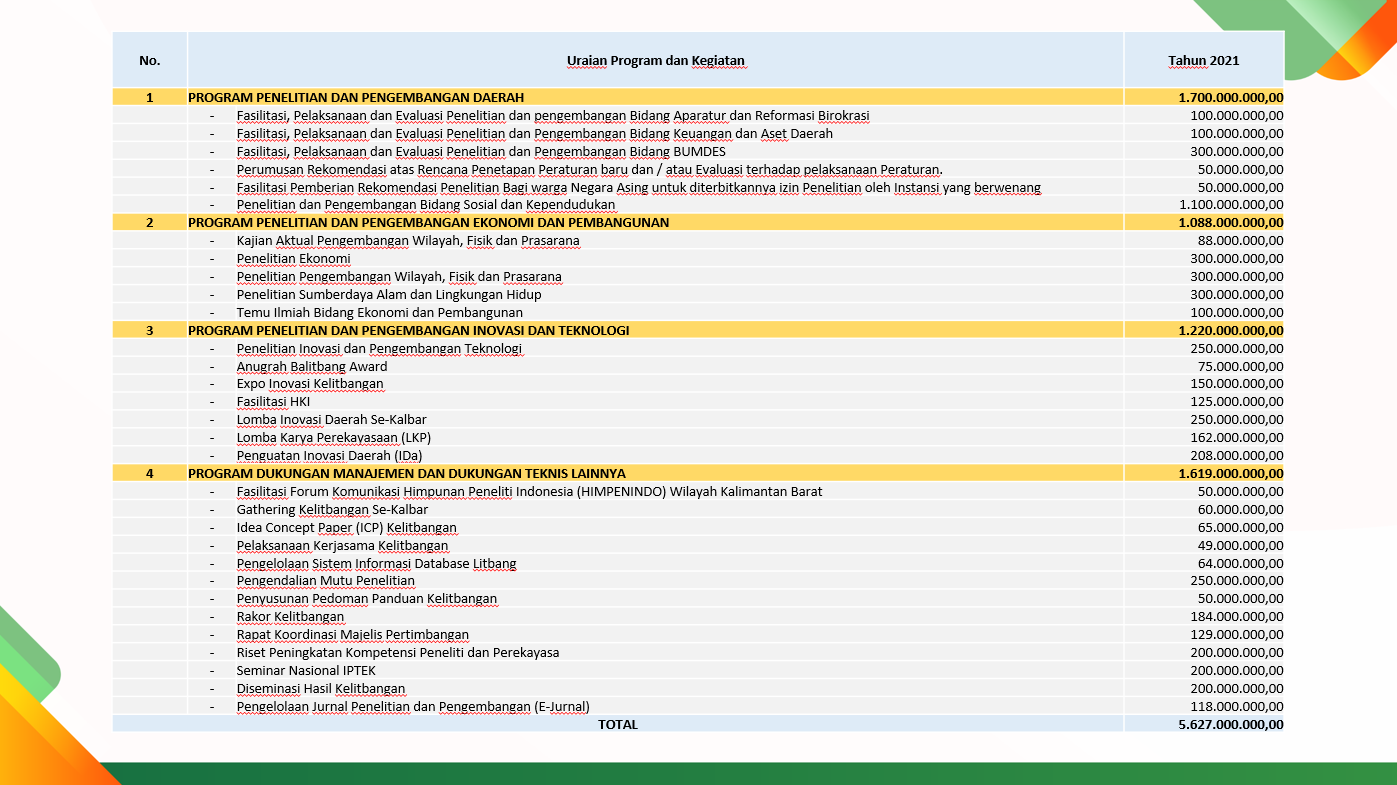 No. Uraian Program dan Kegiatan Tahun 2021
1 PROGRAM PENELITIAN DAN PENGEMBANGAN DAERAH 1.700.000.000,00
- Fasilitasi, Pelaksanaan dan Evaluasi Penelitian dan pengembangan Bidang Aparatur dan Reformasi Birokrasi 100.000.000,00
- Fasilitasi, Pelaksanaan dan Evaluasi Penelitian dan Pengembangan Bidang Keuangan dan Aset Daerah 100.000.000,00
- Fasilitasi, Pelaksanaan dan Evaluasi Penelitian dan Pengembangan Bidang BUMDES 300.000.000,00
- Perumusan Rekomendasi atas Rencana Penetapan Peraturan baru dan / atau Evaluasi terhadap pelaksanaan Peraturan. 50.000.000,00
- Fasilitasi Pemberian Rekomendasi Penelitian Bagi warga Negara Asing untuk diterbitkannya izin Penelitian oleh Instansi yang berwenang 50.000.000,00
- Penelitian dan Pengembangan Bidang Sosial dan Kependudukan 1.100.000.000,00
2 PROGRAM PENELITIAN DAN PENGEMBANGAN EKONOMI DAN PEMBANGUNAN 1.088.000.000,00
- Kajian Aktual Pengembangan Wilayah, Fisik dan Prasarana 88.000.000,00
- Penelitian Ekonomi 300.000.000,00
- Penelitian Pengembangan Wilayah, Fisik dan Prasarana 300.000.000,00
- Penelitian Sumberdaya Alam dan Lingkungan Hidup 300.000.000,00
- Temu Ilmiah Bidang Ekonomi dan Pembangunan 100.000.000,00
3 PROGRAM PENELITIAN DAN PENGEMBANGAN INOVASI DAN TEKNOLOGI 1.220.000.000,00
- Penelitian Inovasi dan Pengembangan Teknologi 250.000.000,00
- Anugrah Balitbang Award 75.000.000,00
- Expo Inovasi Kelitbangan 150.000.000,00
- Fasilitasi HKI 125.000.000,00
- Lomba Inovasi Daerah Se-Kalbar 250.000.000,00
- Lomba Karya Perekayasaan (LKP) 162.000.000,00
- Penguatan Inovasi Daerah (IDa) 208.000.000,00
4 PROGRAM DUKUNGAN MANAJEMEN DAN DUKUNGAN TEKNIS LAINNYA 1.619.000.000,00
- Fasilitasi Forum Komunikasi Himpunan Peneliti Indonesia (HIMPENINDO) Wilayah Kalimantan Barat 50.000.000,00
- Gathering Kelitbangan Se-Kalbar 60.000.000,00
- Idea Concept Paper (ICP) Kelitbangan 65.000.000,00
- Pelaksanaan Kerjasama Kelitbangan 49.000.000,00
- Pengelolaan Sistem Informasi Database Litbang 64.000.000,00
- Pengendalian Mutu Penelitian 250.000.000,00
- Penyusunan Pedoman Panduan Kelitbangan 50.000.000,00
- Rakor Kelitbangan 184.000.000,00
- Rapat Koordinasi Majelis Pertimbangan 129.000.000,00
- Riset Peningkatan Kompetensi Peneliti dan Perekayasa 200.000.000,00
- Seminar Nasional IPTEK 200.000.000,00
- Diseminasi Hasil Kelitbangan 200.000.000,00
- Pengelolaan Jurnal Penelitian dan Pengembangan (E-Jurnal) 118.000.000,00
TOTAL 5.627.000.000,00